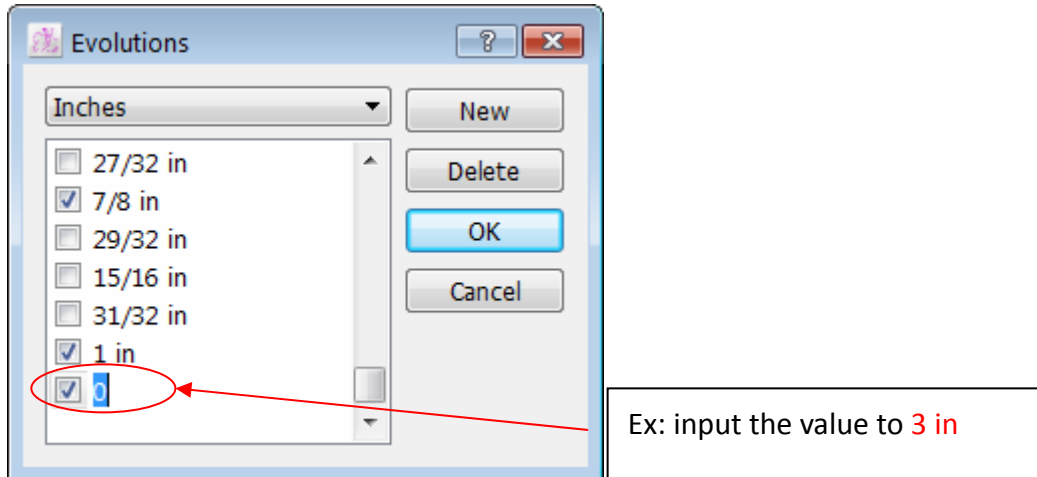 Evolutions
Inches
New
27/32 in
Delete
7/8 in
29/32 in
OK
15/16 in
Cancel
31/32 in
1 in
0
Ex: input the value to 3 in